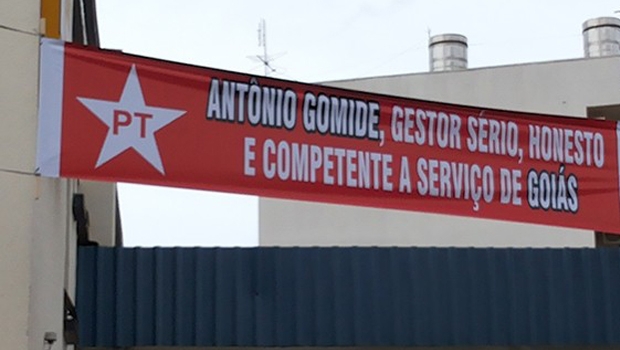 PT
ANTÔNIO GOMIDE, GESTOR SÉRIO, HONESTO
E COMPETENTE A SERVIÇO DE GOIÁS